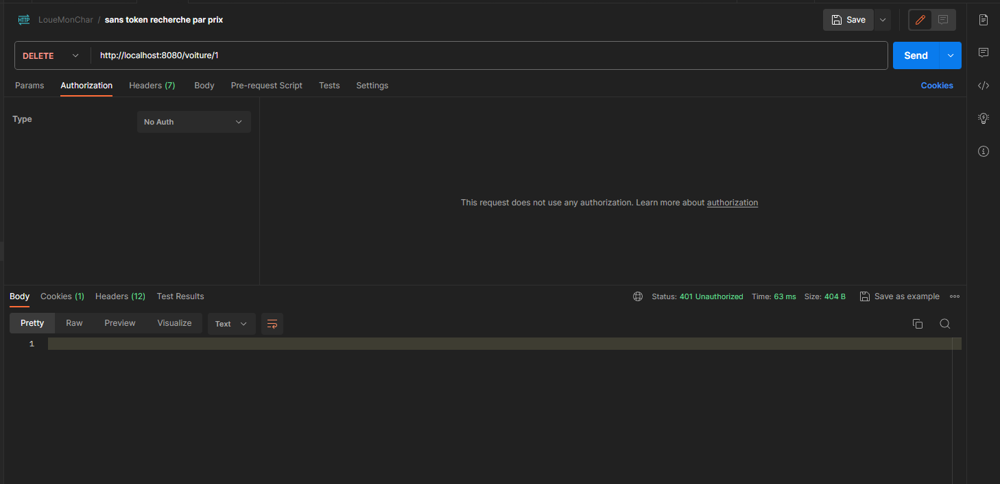 HTTP LoueMonChar / sans token recherche par prix Save
DELETE http://localhost:8080/voiture/1 Send
Params Authorization Headers (7) Body Pre-request Script Tests Settings Cookies
Type No Auth
This request does not use any authorization. Learn more about authorization
Body Cookies (1) Headers (12) Test Results Status: 401 Unauthorized Time: 63 ms Size: 404 B Save as example
Pretty Raw Preview Visualize Text
1